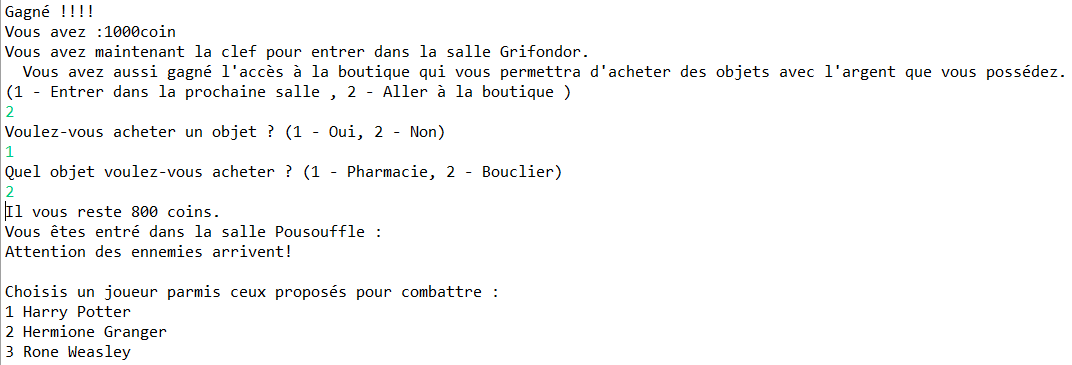 Gagné !!!!
Vous avez :1000coin
Vous avez maintenant la clef pour entrer dans la salle Grifondor.
Vous avez aussi gagné l'accès à la boutique qui vous permettra d'acheter des objets avec l'argent que vous possédez.
(1 - Entrer dans la prochaine salle , 2 - Aller à la boutique )
2
Voulez-vous acheter un objet ? (1 - Oui, 2 - Non)
1
Quel objet voulez-vous acheter ? (1 - Pharmacie, 2 - Bouclier)
2
Il vous reste 800 coins.
Vous êtes entré dans la salle Pousouffle :
Attention des ennemies arrivent!
Choisis un joueur parmis ceux proposés pour combattre :
1 Harry Potter
2 Hermione Granger
3 Rone Weasley